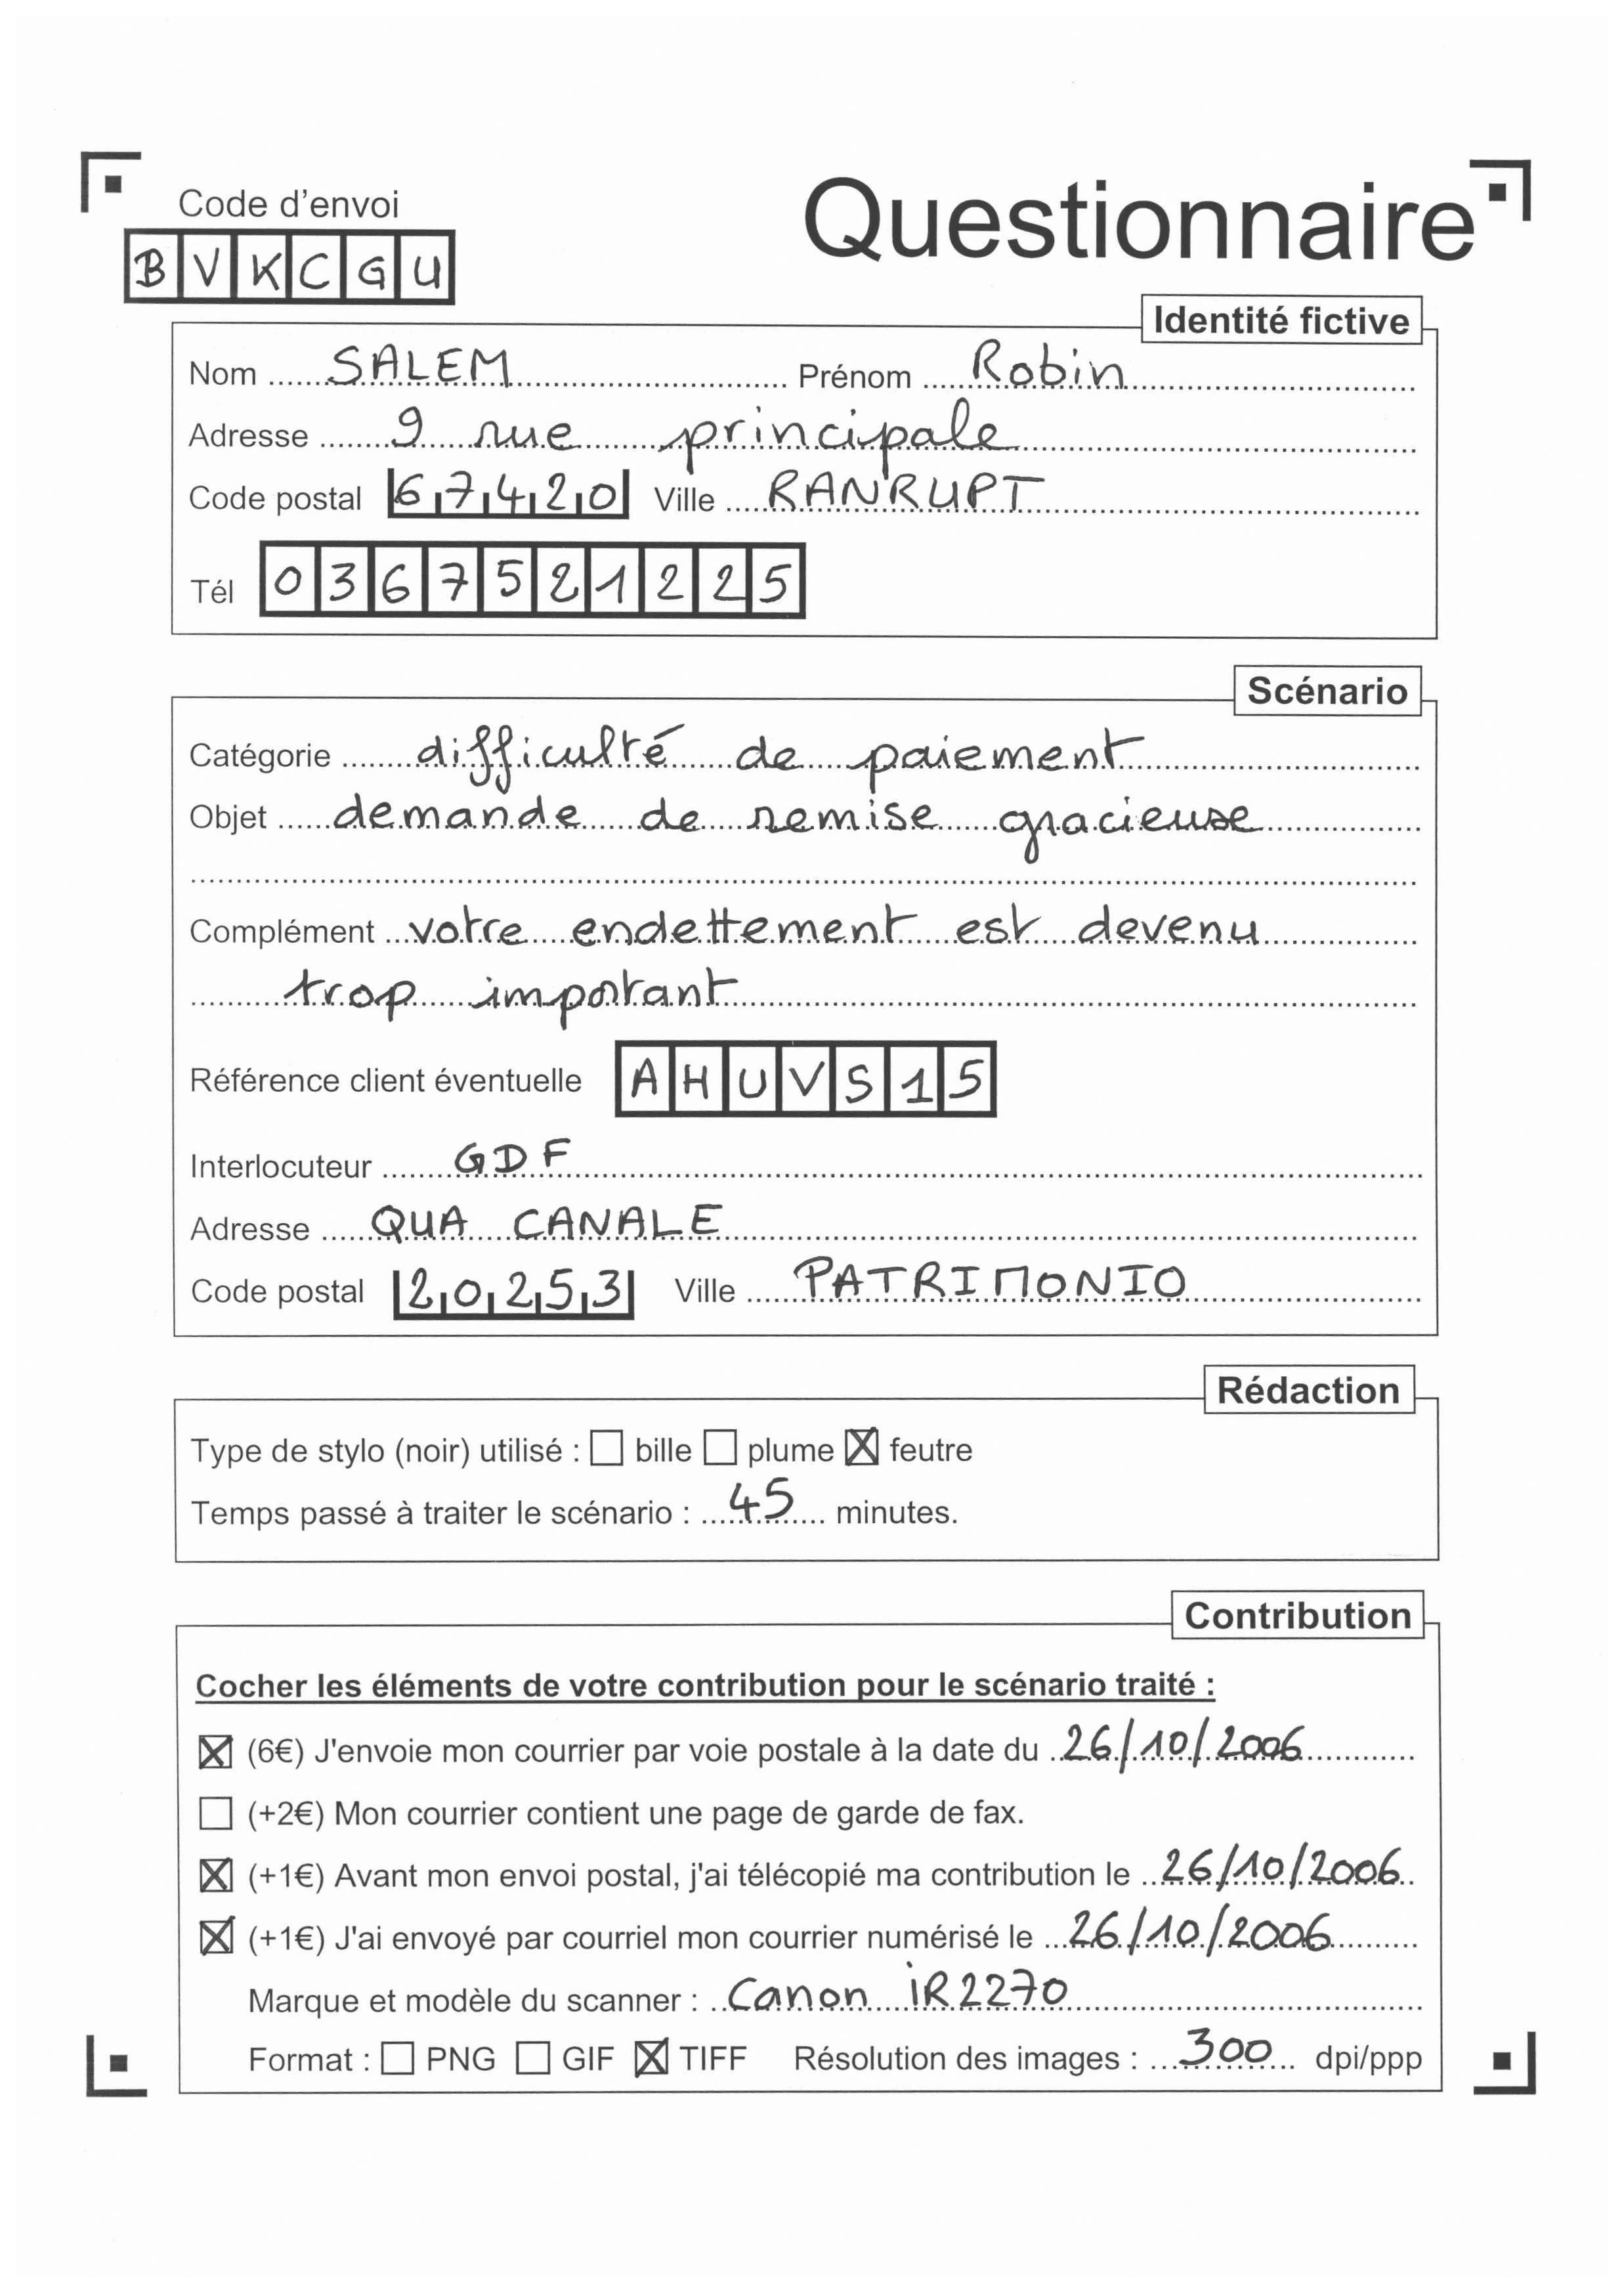 Code d'envoi
Questionnaire
BVKCGU
Identité fictive
Nom SALEM Prénom Robin
Adresse 9 rue principale
Code postal 67420 Ville RANRUPT
Tél 0367521225
Scénario
Catégorie difficulté de paiement
Objet demande de remise gracieuse
Complément votre endettement est devenu
trop important
Référence client éventuelle AHUVS15
Interlocuteur GDF
Adresse QUA CANALE
Code postal 20253 Ville PATRIMONIO
Rédaction
Type de stylo (noir) utilisé : ☐ bille ☐ plume ☒ feutre
Temps passé à traiter le scénario : 45 minutes.
Contribution
Cocher les éléments de votre contribution pour le scénario traité :
☒ (6€) J'envoie mon courrier par voie postale à la date du 26/10/2006
☐ (+2€) Mon courrier contient une page de garde de fax.
☒ (+1€) Avant mon envoi postal, j'ai télécopié ma contribution le 26/10/2006
☒ (+1€) J'ai envoyé par courriel mon courrier numérisé le 26/10/2006
Marque et modèle du scanner : Canon iR2270
Format : ☐ PNG ☐ GIF ☒ TIFF Résolution des images : 300 dpi/ppp